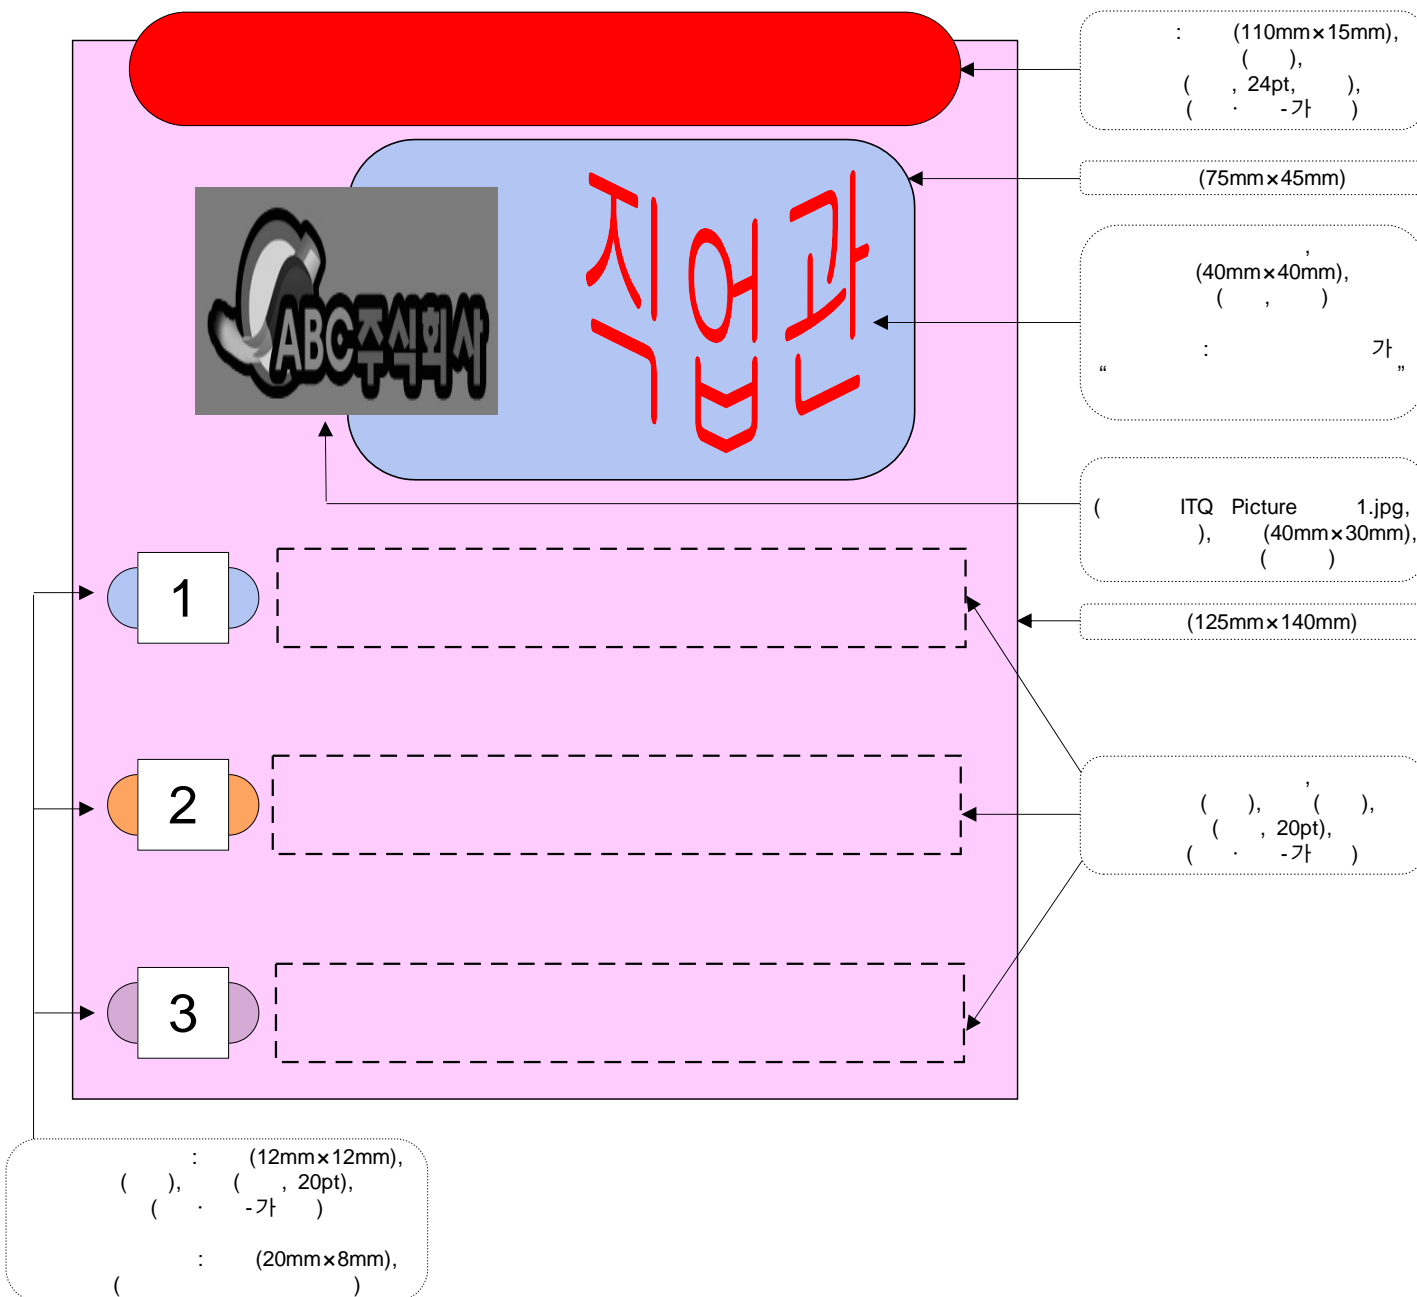 : (110mm×15mm),
( ),
( , 24pt, ),
( · -가 )
(75mm×45mm)
직업관
ABC주식회사
,
(40mm×40mm),
( , )
: 가
“ ”
( ITQ Picture 1.jpg,
), (40mm×30mm),
( )
1
(125mm×140mm)
2
,
( ), ( ),
( , 20pt),
( · -가 )
3
: (12mm×12mm),
( ), ( , 20pt),
( · -가 )
: (20mm×8mm),
( )